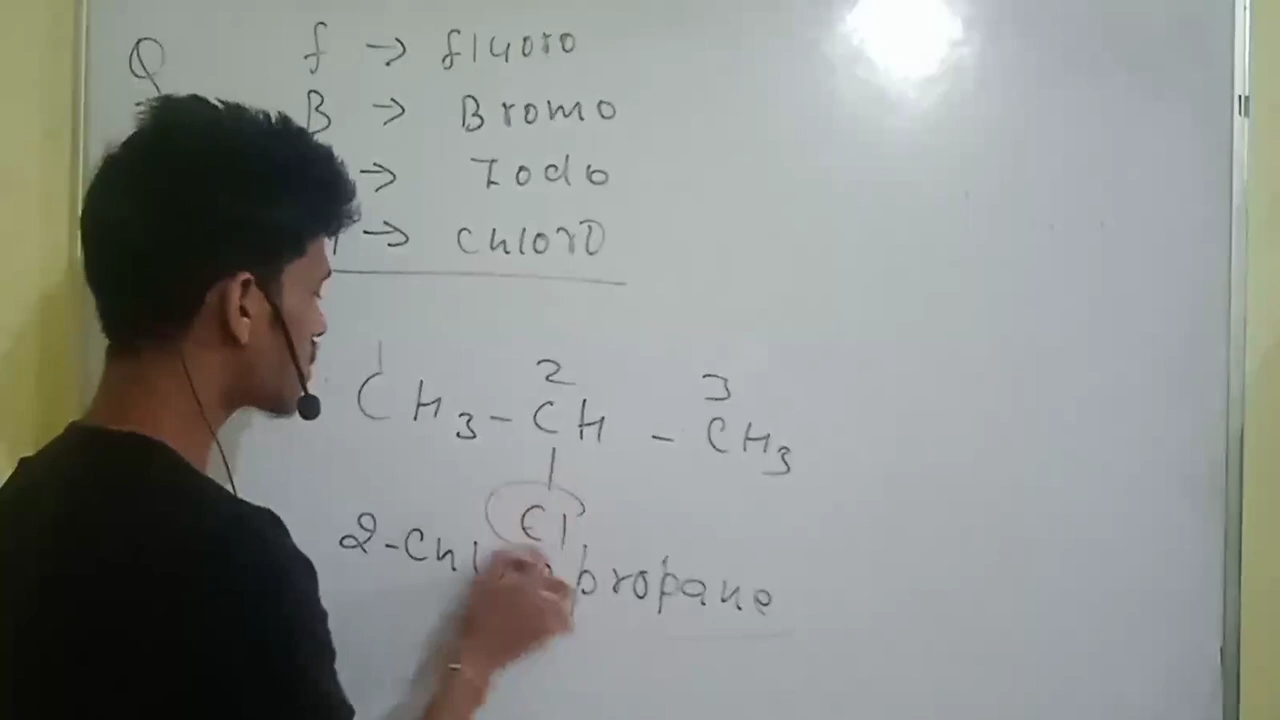 Q f → fluoro
B → Bromo
→ Iodo
→ Chloro
1 2 3
CH3 - CH - CH3
|
Cl
2-Chl propane